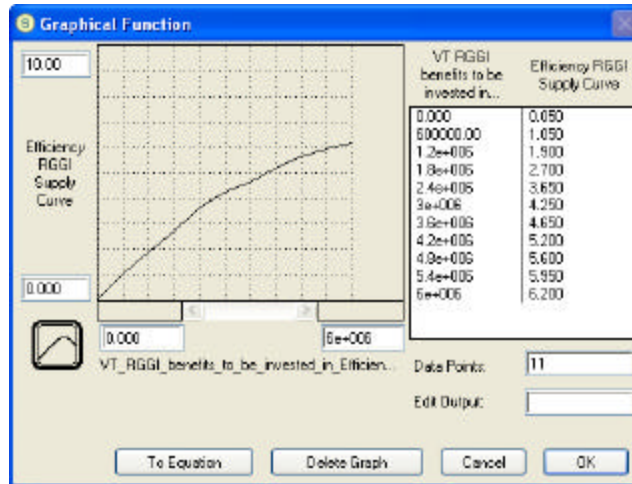 Graphical Function
10.00
Efficiency
RGGI
Supply
Curve
0.000
0.000
6e+006
VT_RGGI_benefits_to_be_invested_in_Efficien...
VT RGGI
benefits to be
invested in...
Efficiency RGGI
Supply Curve
0.000 0.050
600000.00 1.050
1.2e+006 1.900
1.8e+006 2.700
2.4e+006 3.650
3e+006 4.250
3.6e+006 4.650
4.2e+006 5.200
4.8e+006 5.600
5.4e+006 5.950
6e+006 6.200
Data Points: 11
Edit Output:
To Equation
Delete Graph
Cancel
OK